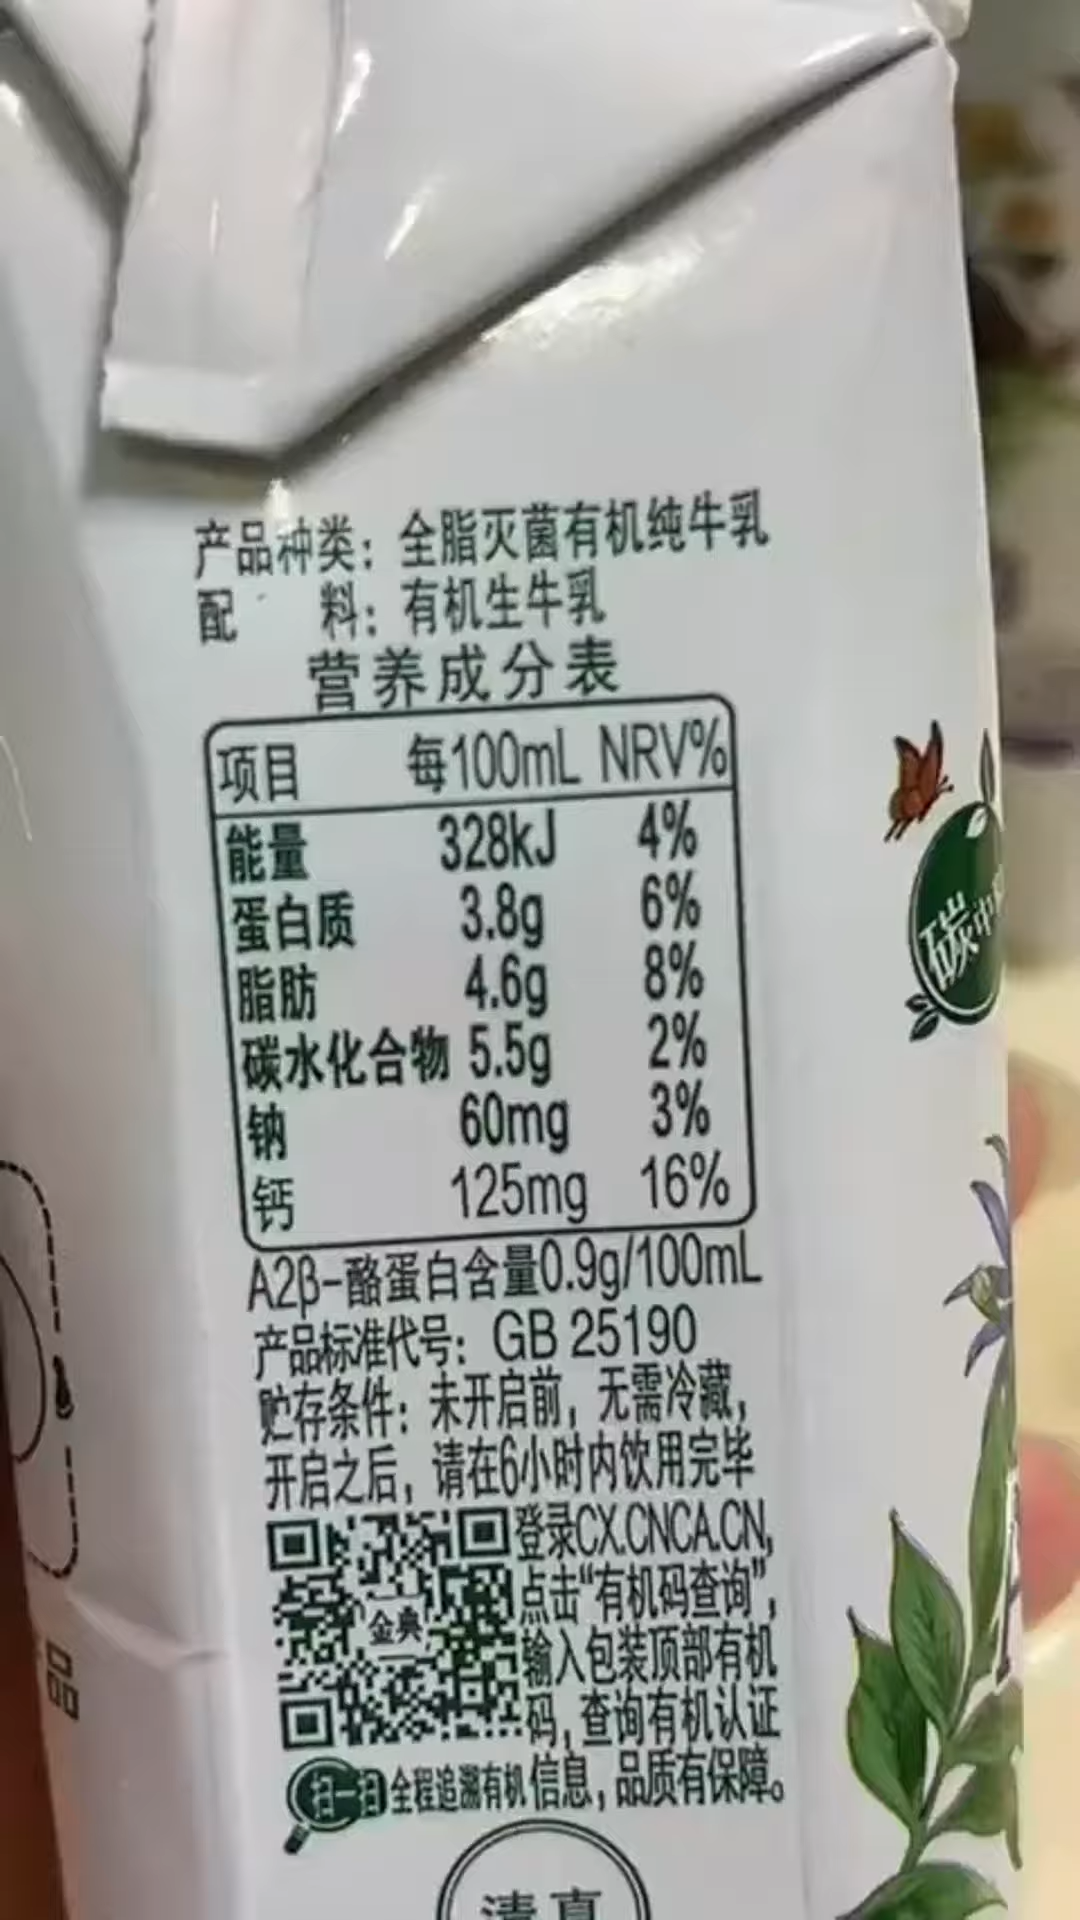 产品种类：全脂灭菌有机纯牛乳
配 料：有机生牛乳
营养成分表
项目 每100mL NRV%
能量 328kJ 4%
蛋白质 3.8g 6%
脂肪 4.6g 8%
碳水化合物 5.5g 2%
钠 60mg 3%
钙 125mg 16%
A2β-酪蛋白含量0.9g/100mL
产品标准代号：GB 25190
贮存条件：未开启前，无需冷藏，
开启之后，请在6小时内饮用完毕
登录CX.CNCA.CN,
点击“有机码查询”，
输入包装顶部有机
码，查询有机认证
金典
扫一扫 全程追溯有机信息，品质有保障。
清真
碳中
品